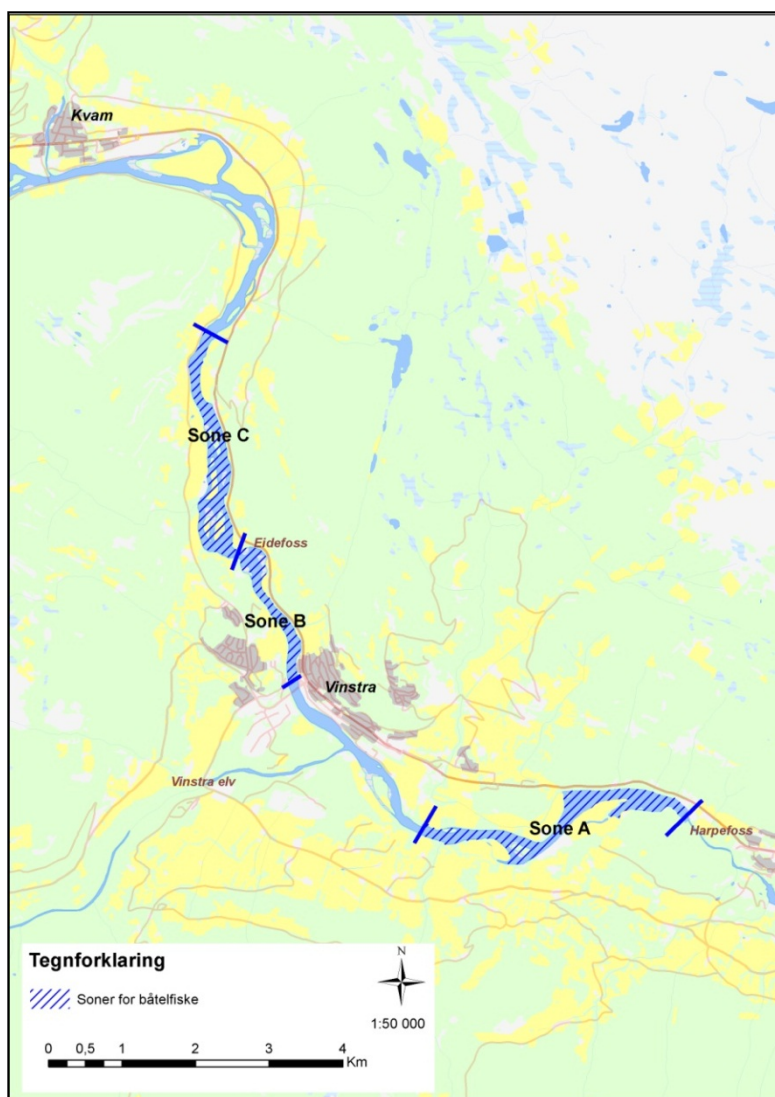 Kvam
Sone C
Eidefoss
Sone B
Vinstra
Vinstra elv
Sone A
Harpefoss
Tegnforklaring
Soner for båtelfiske
N
1:50 000
0 0,5 1 2 3 4
Km